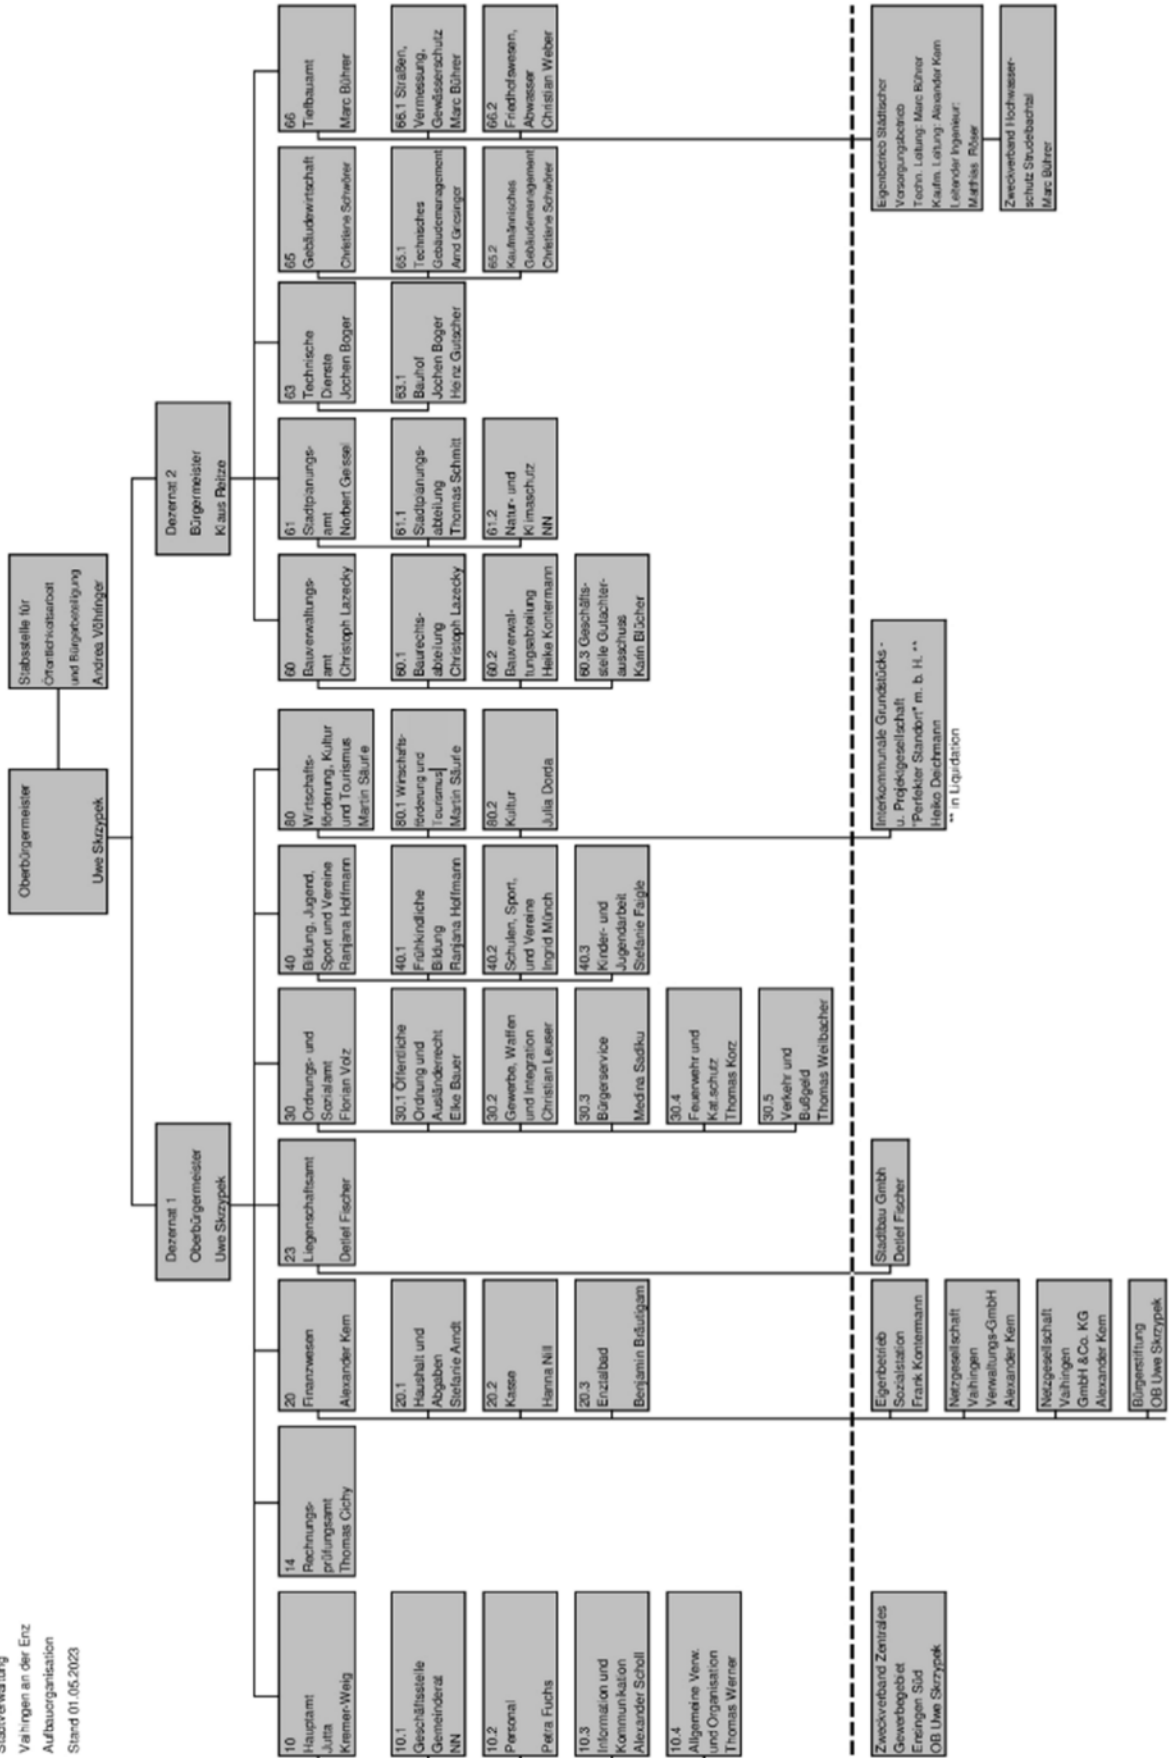 Stadtverwaltung
Vaihingen an der Enz
Aufbauorganisation
Stand 01.05.2023
Oberbürgermeister
Uwe Skrzypek
Stabsstelle für
Öffentlichkeitsarbeit
und Bürgerbeteiligung
Andrea Vöhringer
Dezernat 1
Oberbürgermeister
Uwe Skrzypek
Dezernat 2
Bürgermeister
Klaus Reitze
10
Hauptamt
Jutta
Kremer-Weig
10.1
Geschäftsstelle
Gemeinderat
NN
10.2
Personal
Petra Fuchs
10.3
Information und
Kommunikation
Alexander Scholl
10.4
Allgemeine Verw.
und Organisation
Thomas Werner
Zweckverband Zentrales
Gewerbegebiet
Ensingen Süd
OB Uwe Skrzypek
14
Rechnungs-
prüfungsamt
Thomas Cichy
20
Finanzwesen
Alexander Kern
20.1
Haushalt und
Abgaben
Stefanie Arndt
20.2
Kasse
Hanna Nill
20.3
Enztalbad
Benjamin Bräutigam
Eigenbetrieb
Sozialstation
Frank Kontermann
Netzgesellschaft
Vaihingen
Verwaltungs-GmbH
Alexander Kern
Netzgesellschaft
Vaihingen
GmbH &Co. KG
Alexander Kern
Bürgerstiftung
OB Uwe Skrzypek
23
Liegenschaftsamt
Detlef Fischer
Stadtbau Gmbh
Detlef Fischer
30
Ordnungs- und
Sozialamt
Florian Volz
30.1 Öffentliche
Ordnung und
Ausländerrecht
Elke Bauer
30.2
Gewerbe, Waffen
und Integration
Christian Leuser
30.3
Bürgerservice
Medina Sadiku
30.4
Feuerwehr und
Kat.schutz
Thomas Korz
30.5
Verkehr und
Bußgeld
Thomas Weilbacher
40
Bildung, Jugend,
Sport und Vereine
Ranjana Hoffmann
40.1
Frühkindliche
Bildung
Ranjana Hoffmann
40.2
Schulen, Sport,
und Vereine
Ingrid Münch
40.3
Kinder- und
Jugendarbeit
Stefanie Faigle
80
Wirtschafts-
förderung, Kultur
und Tourismus
Martin Säurle
80.1 Wirtschafts-
förderung und
Tourismus
Martin Säurle
80.2
Kultur
Julia Dorda
Interkommunale Grundstücks -
u. Projektgesellschaft
"Perfekter Standort" m. b. H. **
Heiko Deichmann
** in Liquidation
60
Bauverwaltungs-
amt
Christoph Lazecky
60.1
Baurechts-
abteilung
Christoph Lazecky
60.2
Bauverwal-
tungsabteilung
Heike Kontermann
60.3 Geschäfts-
stelle Gutachter-
ausschuss
Karin Blücher
61
Stadtplanungs-
amt
Norbert Geissel
61.1
Stadtplanungs-
abteilung
Thomas Schmitt
61.2
Natur- und
Klimaschutz
NN
63
Technische
Dienste
Jochen Boger
63.1
Bauhof
Jochen Boger
Heinz Gutscher
65
Gebäudewirtschaft
Christiane Schwörer
65.1
Technisches
Gebäudemanagement
Arnd Griesinger
65.2
Kaufmännisches
Gebäudemanagement
Christiane Schwörer
66
Tiefbauamt
Marc Bührer
66.1 Straßen,
Vermessung,
Gewässerschutz
Marc Bührer
66.2
Friedhofswesen,
Abwasser
Christian Weber
Eigenbetrieb Städtischer
Versorgungsbetrieb
Techn. Leitung: Marc Bührer
Kaufm. Leitung: Alexander Kern
Leitender Ingenieur:
Matthias Röser
Zweckverband Hochwasser-
schutz Strudelbachtal
Marc Bührer